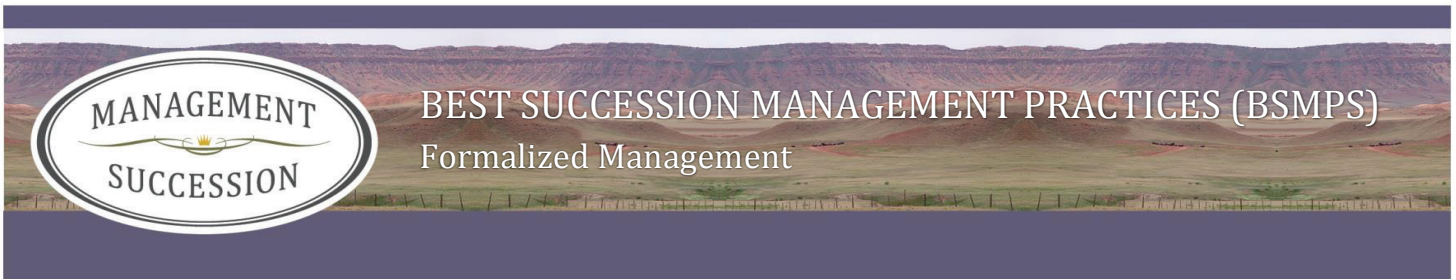 MANAGEMENT
SUCCESSION
BEST SUCCESSION MANAGEMENT PRACTICES (BSMPS)
Formalized Management